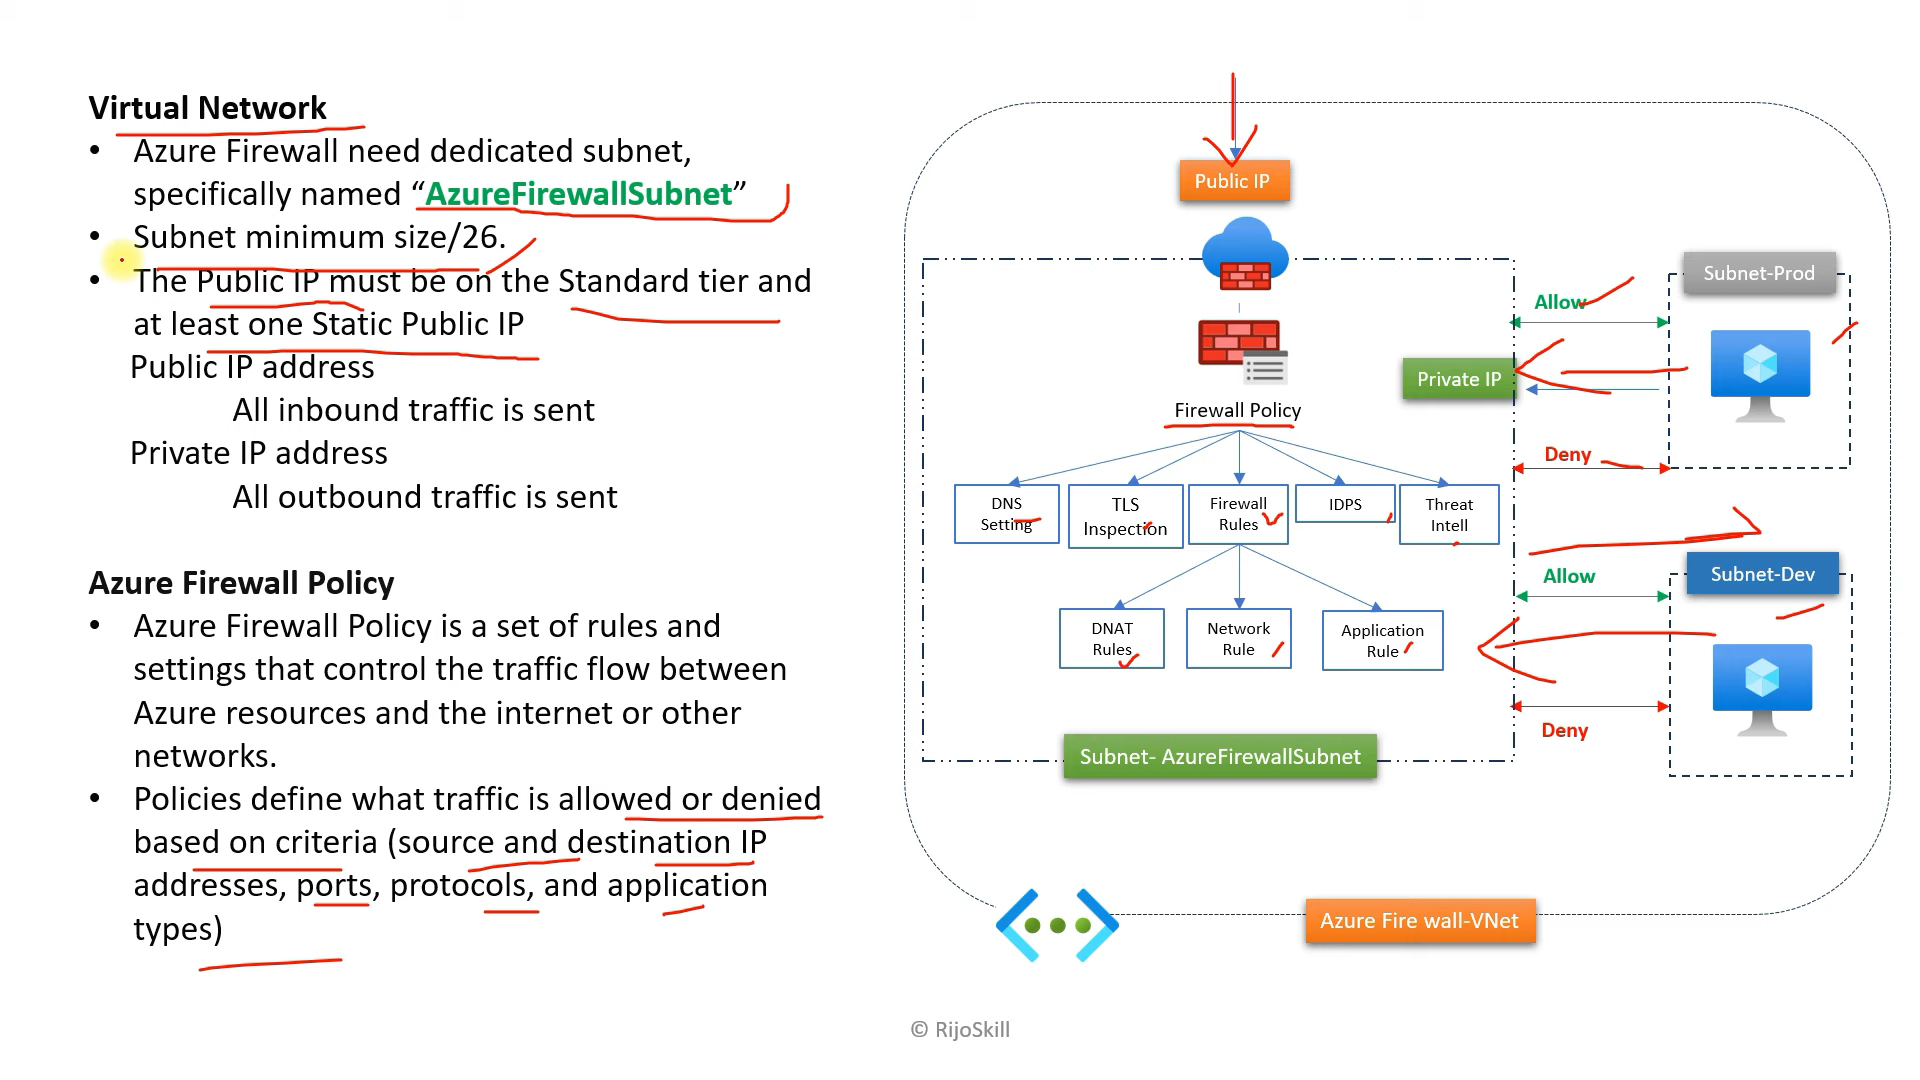 Virtual Network
• Azure Firewall need dedicated subnet,
specifically named “AzureFirewallSubnet”
• Subnet minimum size/26.
• The Public IP must be on the Standard tier and
at least one Static Public IP
Public IP address
All inbound traffic is sent
Private IP address
All outbound traffic is sent
Azure Firewall Policy
• Azure Firewall Policy is a set of rules and
settings that control the traffic flow between
Azure resources and the internet or other
networks.
• Policies define what traffic is allowed or denied
based on criteria (source and destination IP
addresses, ports, protocols, and application
types)
Public IP
Firewall Policy
DNS
Setting
TLS
Inspection
Firewall
Rules
IDPS
Threat
Intell
DNAT
Rules
Network
Rule
Application
Rule
Subnet- AzureFirewallSubnet
Private IP
Allow
Deny
Subnet-Prod
Allow
Deny
Subnet-Dev
Azure Fire wall-VNet
© RijoSkill